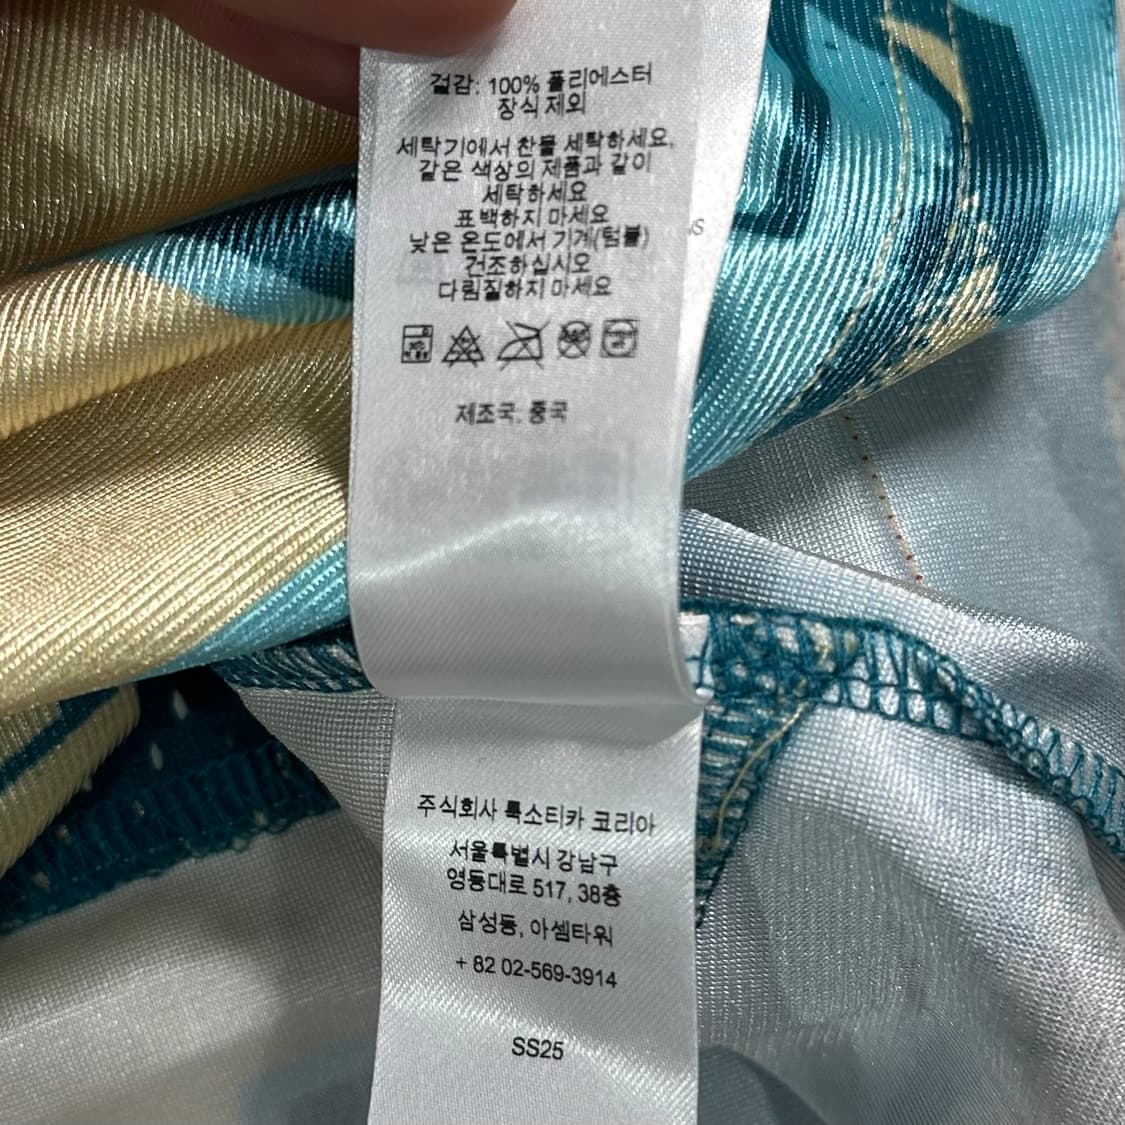 겉감: 100% 폴리에스터
장식 제외
세탁기에서 찬물 세탁하세요,
같은 색상의 제품과 같이
세탁하세요
표백하지 마세요
낮은 온도에서 기계(텀블)
건조하십시오
다림질하지 마세요
제조국: 중국
주식회사 룩소티카 코리아
서울특별시 강남구
영동대로 517, 38층
삼성동, 아셈타워
+ 82 02-569-3914
SS25